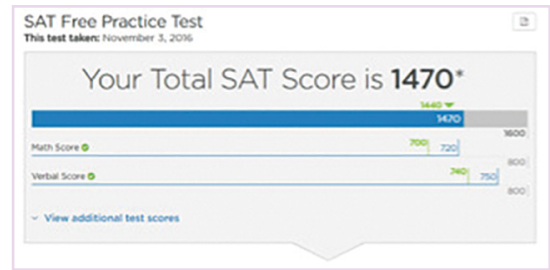 SAT Free Practice Test
This test taken: November 3, 2016
Your Total SAT Score is 1470*
1440
1470
1600
Math Score
700
720
800
Verbal Score
740
750
800
View additional test scores